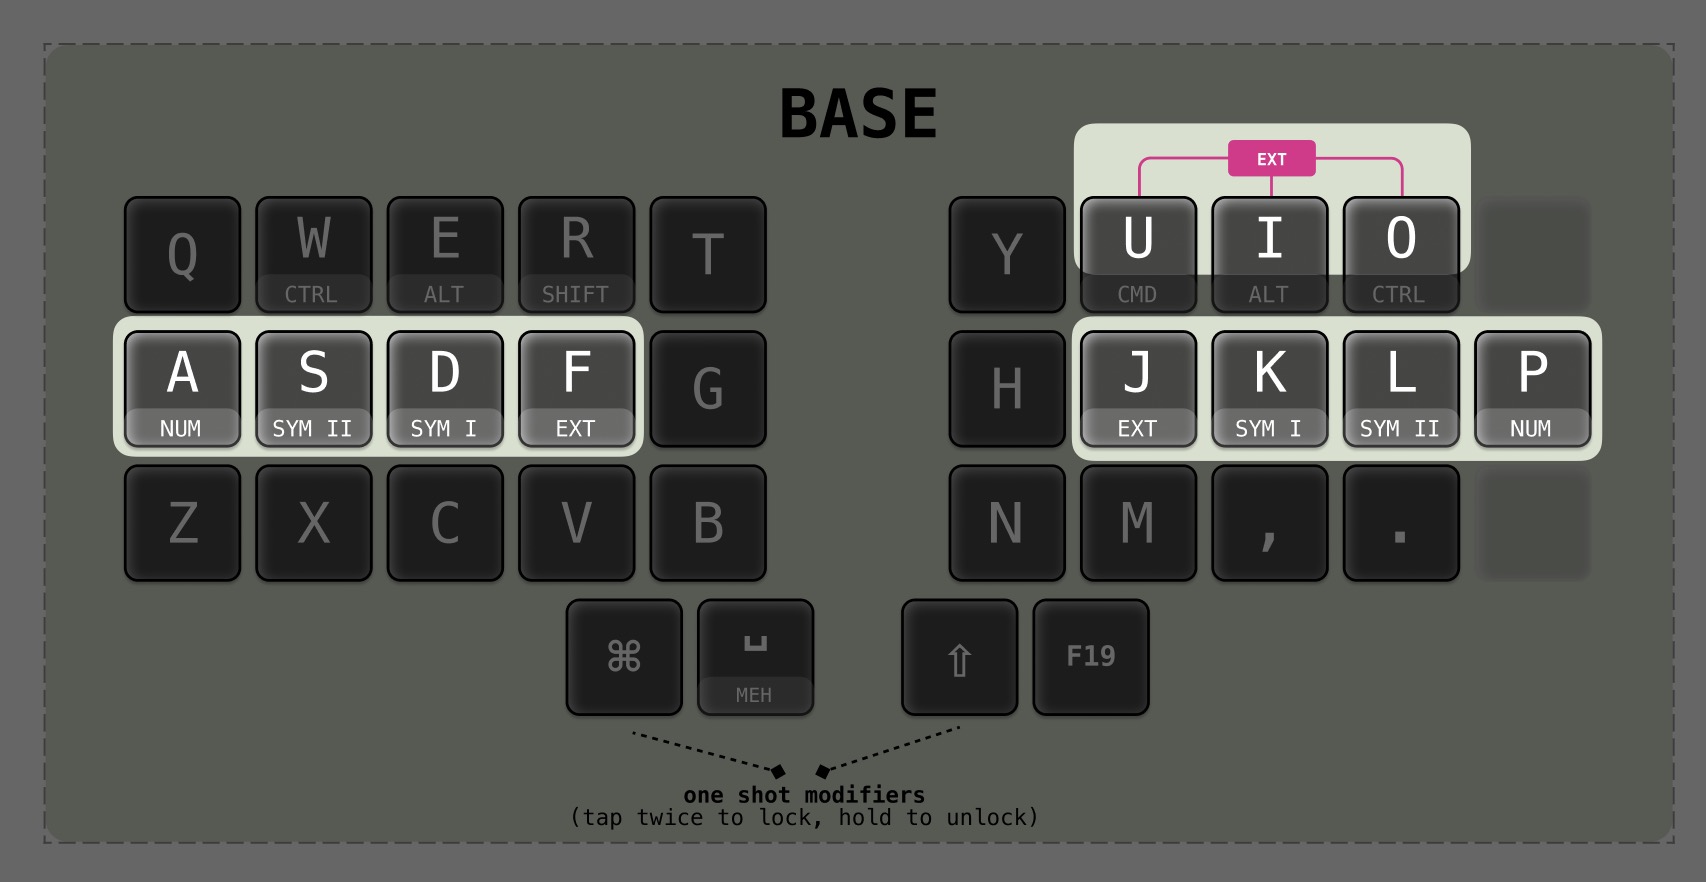 BASE
EXT
Q W E R T Y U I O
CTRL ALT SHIFT CMD ALT CTRL
A S D F G H J K L P
NUM SYM II SYM I EXT EXT SYM I SYM II NUM
Z X C V B N M , .
⌘ ␣ ⇧ F19
MEH
one shot modifiers
(tap twice to lock, hold to unlock)